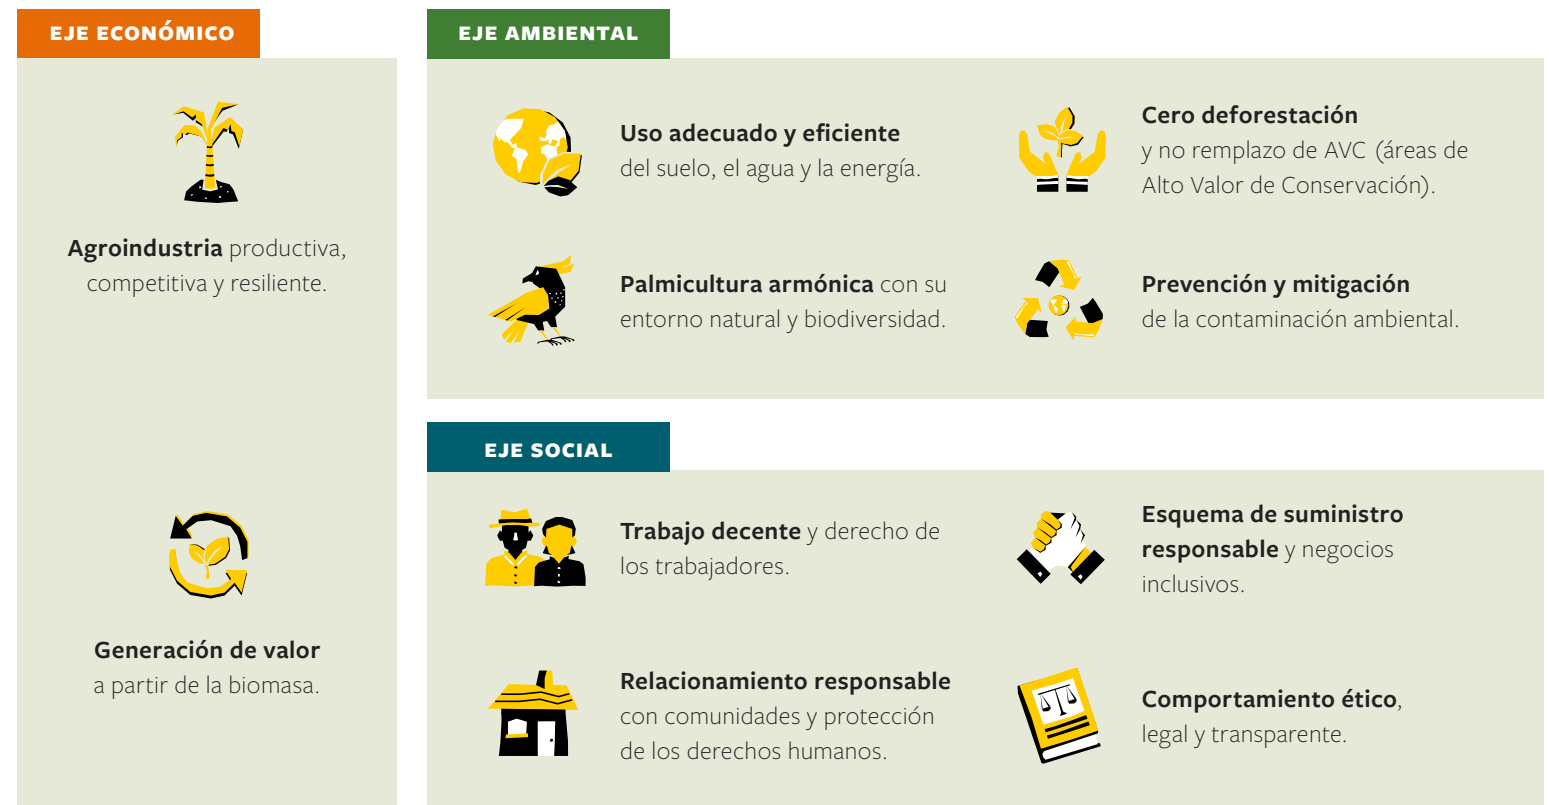 EJE ECONÓMICO
Agroindustria productiva,
competitiva y resiliente.
Generación de valor
a partir de la biomasa.
EJE AMBIENTAL
Uso adecuado y eficiente
del suelo, el agua y la energía.
Cero deforestación
y no remplazo de AVC (áreas de
Alto Valor de Conservación).
Palmicultura armónica con su
entorno natural y biodiversidad.
Prevención y mitigación
de la contaminación ambiental.
EJE SOCIAL
Trabajo decente y derecho de
los trabajadores.
Esquema de suministro
responsable y negocios
inclusivos.
Relacionamiento responsable
con comunidades y protección
de los derechos humanos.
Comportamiento ético,
legal y transparente.